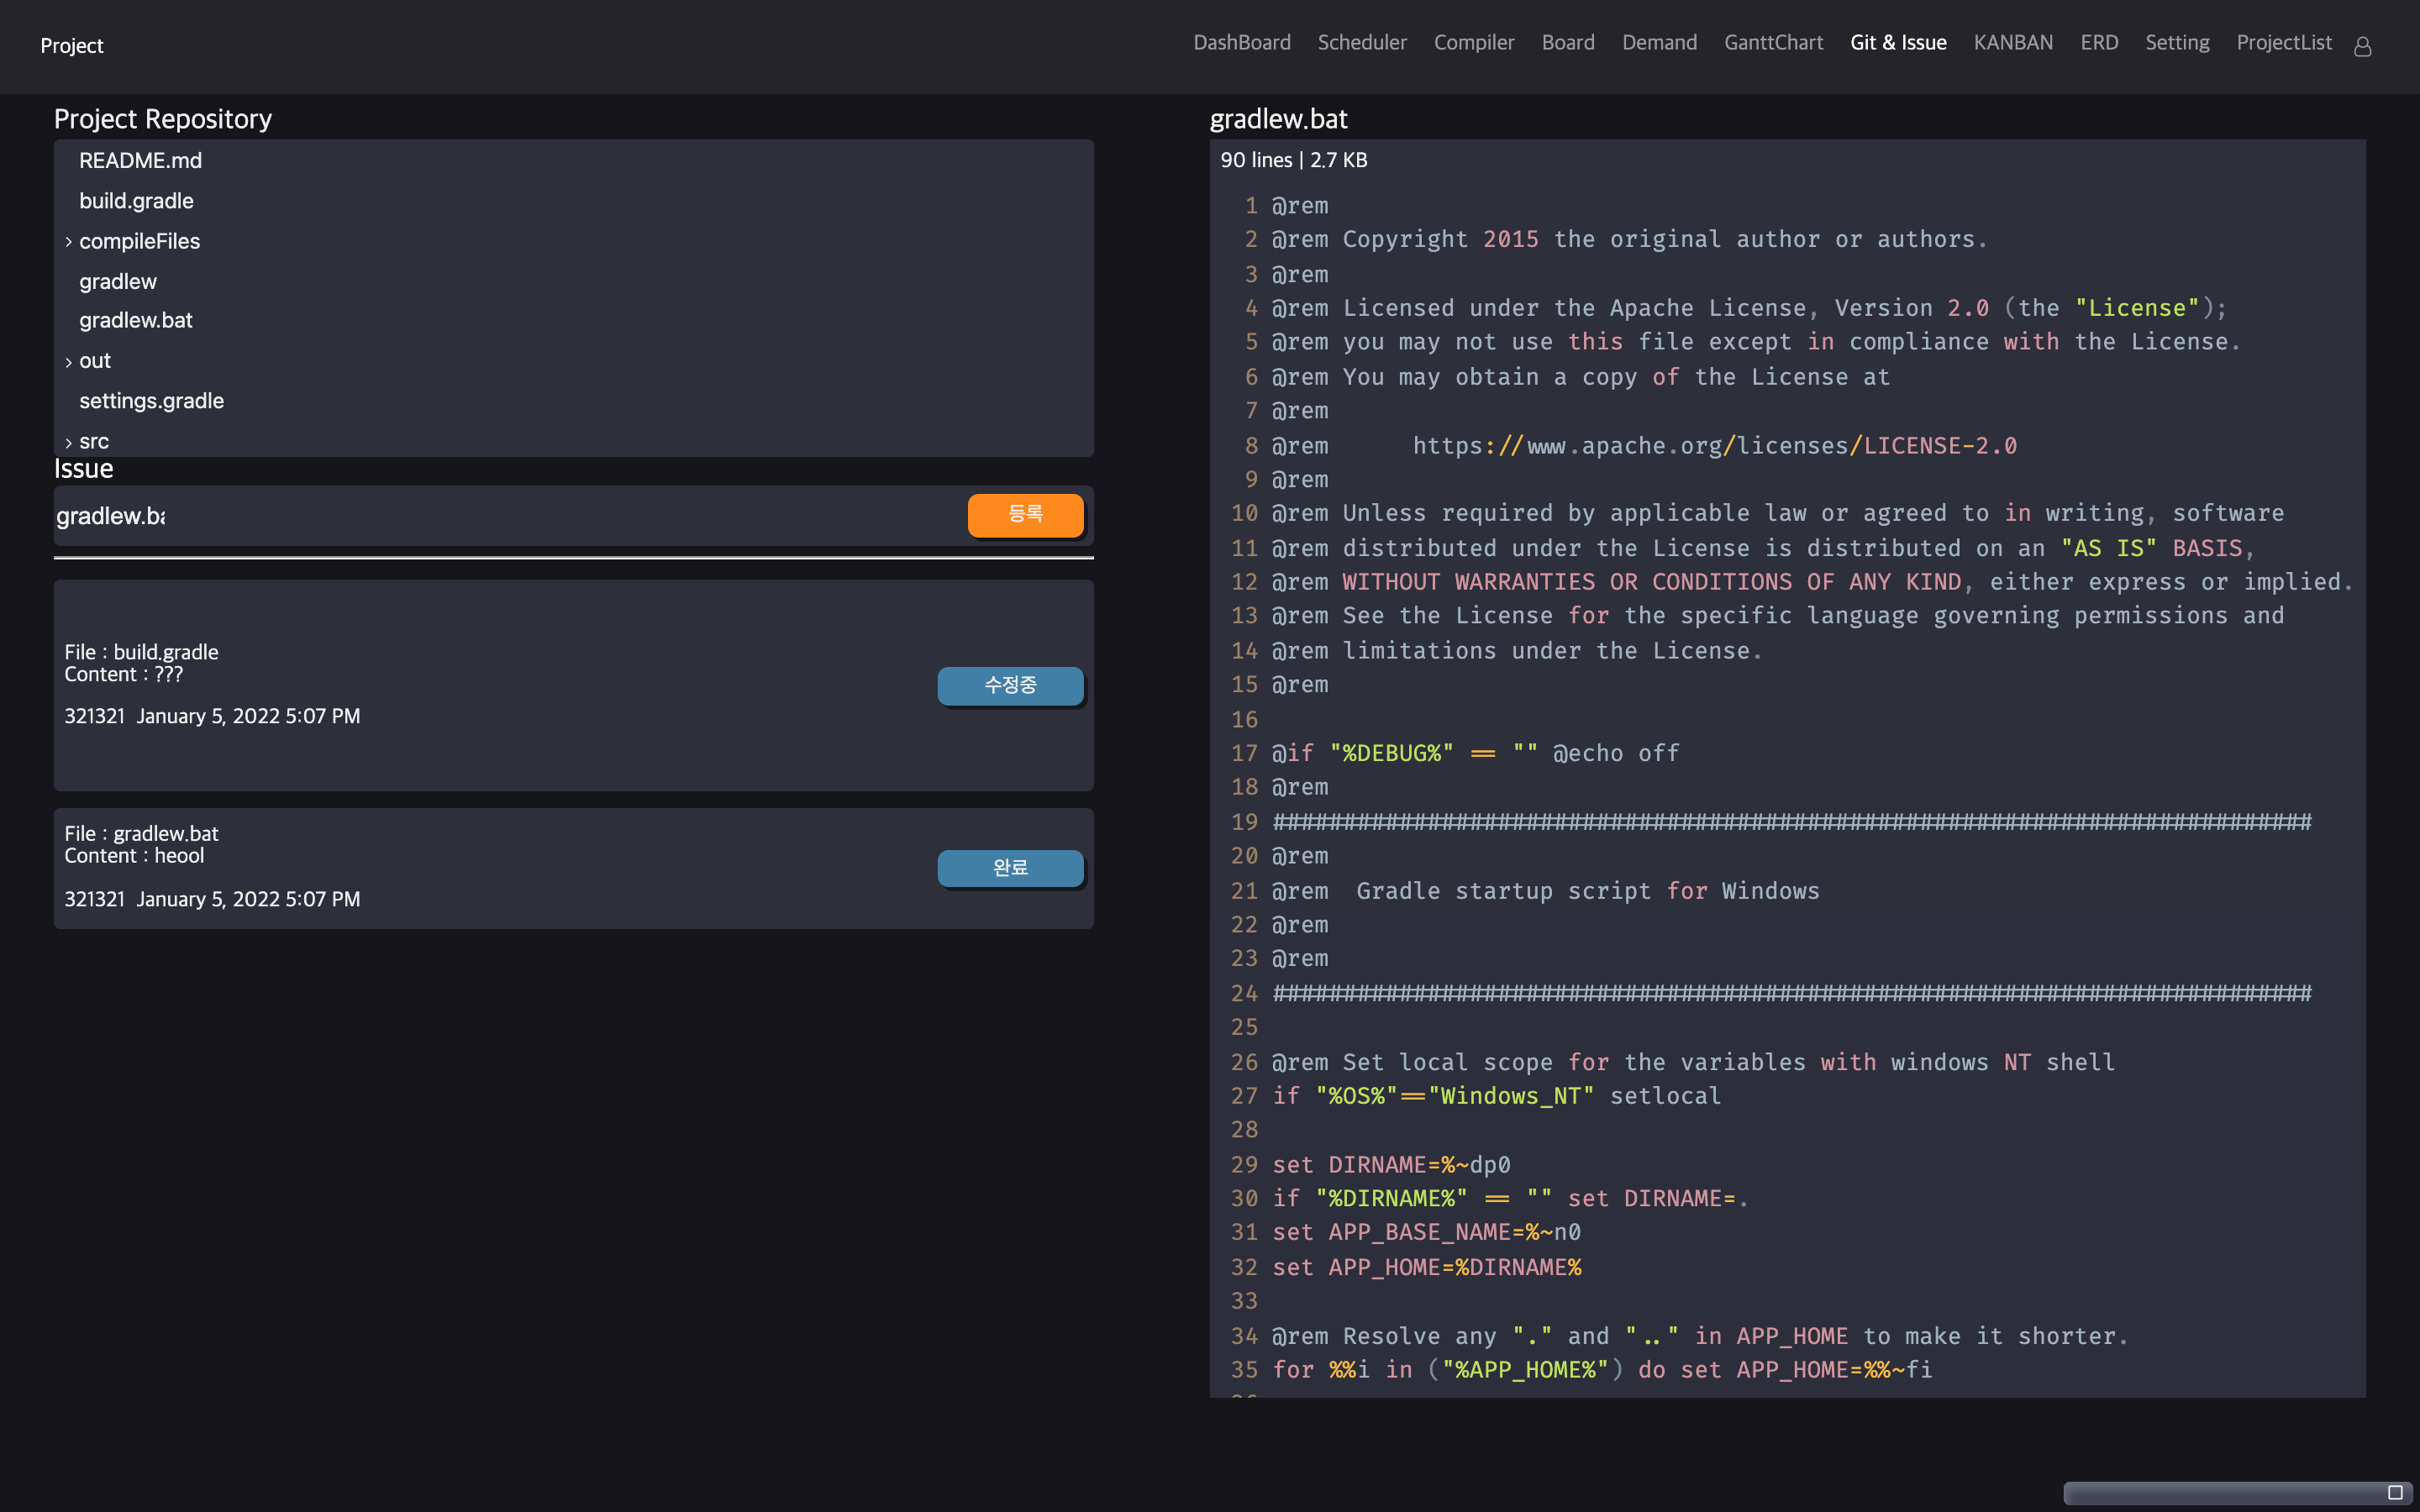 Project
DashBoard Scheduler Compiler Board Demand GanttChart Git & Issue KANBAN ERD Setting ProjectList
Project Repository
README.md
build.gradle
compileFiles
gradlew
gradlew.bat
out
settings.gradle
src
Issue
gradlew.ba
등록
File : build.gradle
Content : ???
수정중
321321 January 5, 2022 5:07 PM
File : gradlew.bat
Content : heool
완료
321321 January 5, 2022 5:07 PM
gradlew.bat
90 lines | 2.7 KB
1 @rem
2 @rem Copyright 2015 the original author or authors.
3 @rem
4 @rem Licensed under the Apache License, Version 2.0 (the "License");
5 @rem you may not use this file except in compliance with the License.
6 @rem You may obtain a copy of the License at
7 @rem
8 @rem      https://www.apache.org/licenses/LICENSE-2.0
9 @rem
10 @rem Unless required by applicable law or agreed to in writing, software
11 @rem distributed under the License is distributed on an "AS IS" BASIS,
12 @rem WITHOUT WARRANTIES OR CONDITIONS OF ANY KIND, either express or implied.
13 @rem See the License for the specific language governing permissions and
14 @rem limitations under the License.
15 @rem
16
17 @if "%DEBUG%" == "" @echo off
18 @rem
19 ##########################################################################
20 @rem
21 @rem  Gradle startup script for Windows
22 @rem
23 @rem
24 ##########################################################################
25
26 @rem Set local scope for the variables with windows NT shell
27 if "%OS%"=="Windows_NT" setlocal
28
29 set DIRNAME=%~dp0
30 if "%DIRNAME%" == "" set DIRNAME=.
31 set APP_BASE_NAME=%~n0
32 set APP_HOME=%DIRNAME%
33
34 @rem Resolve any "." and ".." in APP_HOME to make it shorter.
35 for %%i in ("%APP_HOME%") do set APP_HOME=%%~fi